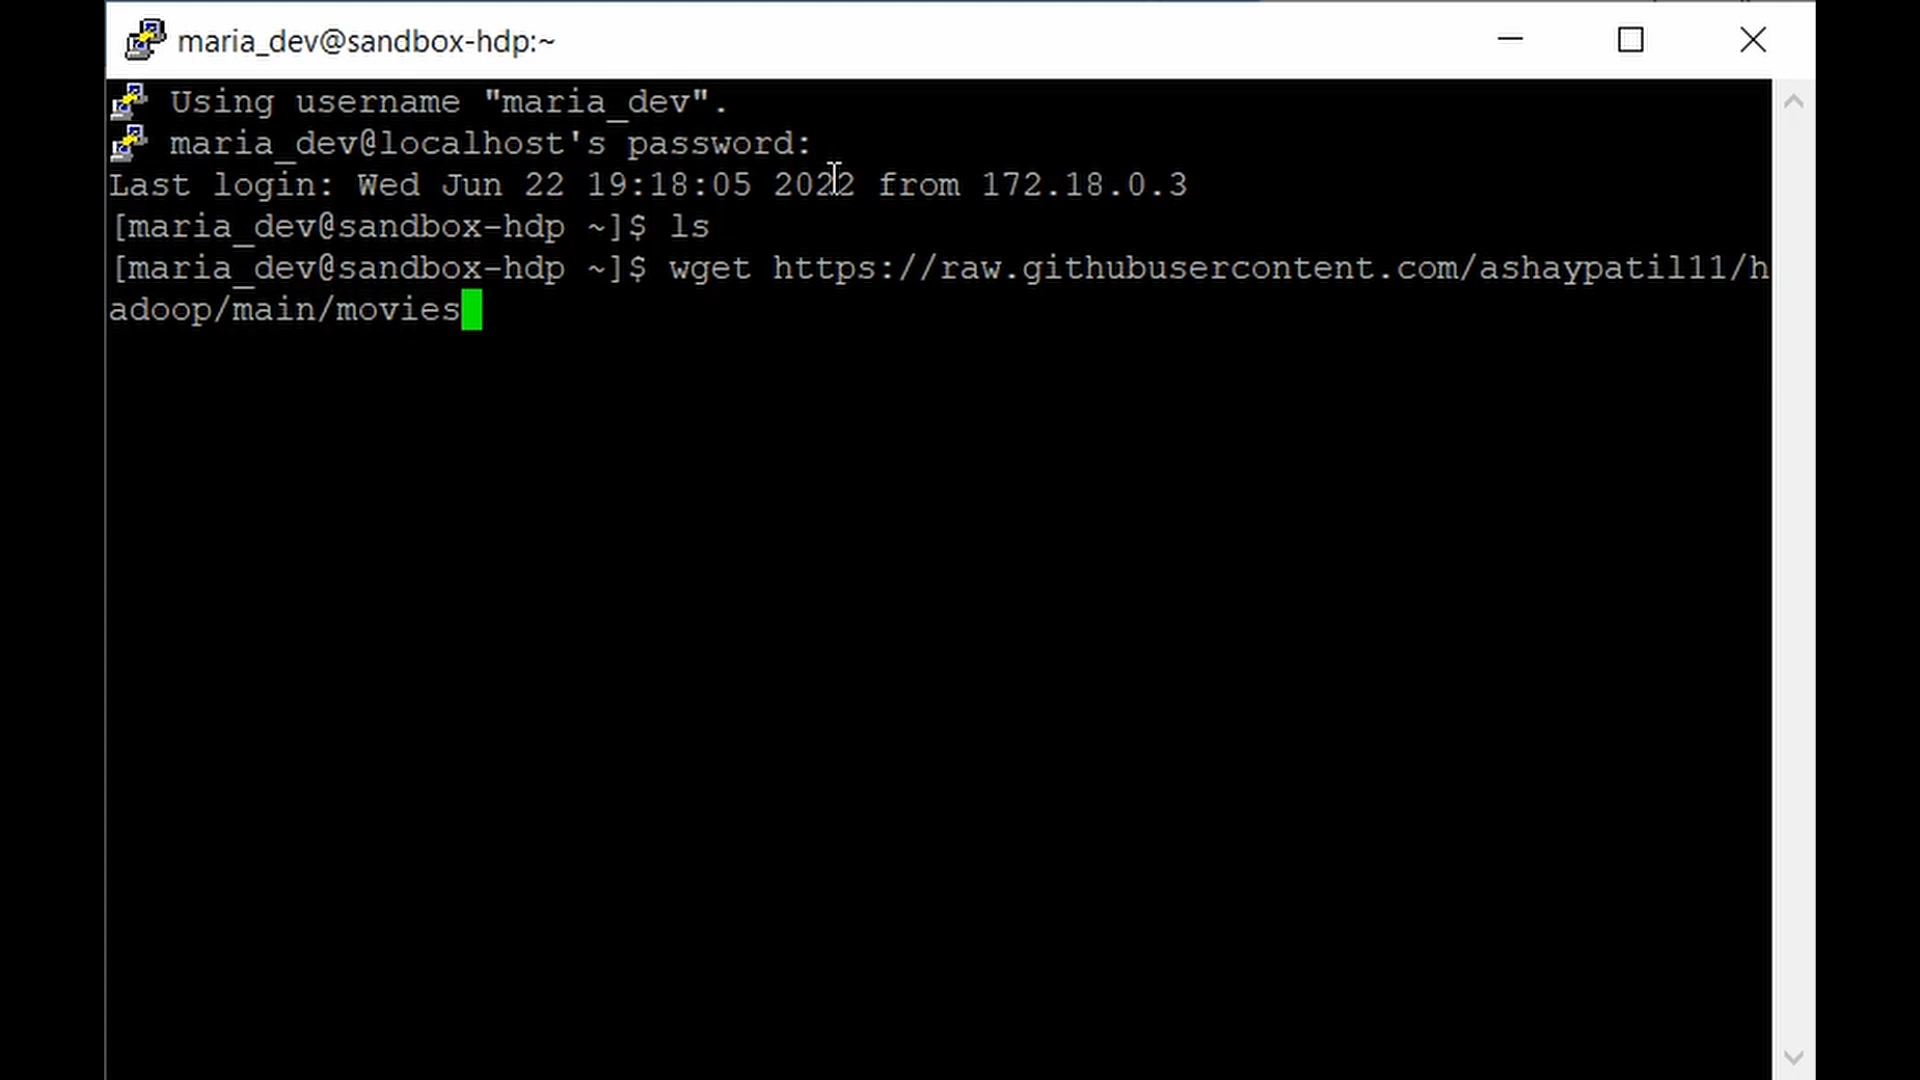 maria_dev@sandbox-hdp:~
Using username "maria_dev".
maria_dev@localhost's password:
Last login: Wed Jun 22 19:18:05 2022 from 172.18.0.3
[maria_dev@sandbox-hdp ~]$ ls
[maria_dev@sandbox-hdp ~]$ wget https://raw.githubusercontent.com/ashaypatil11/h
adoop/main/movies